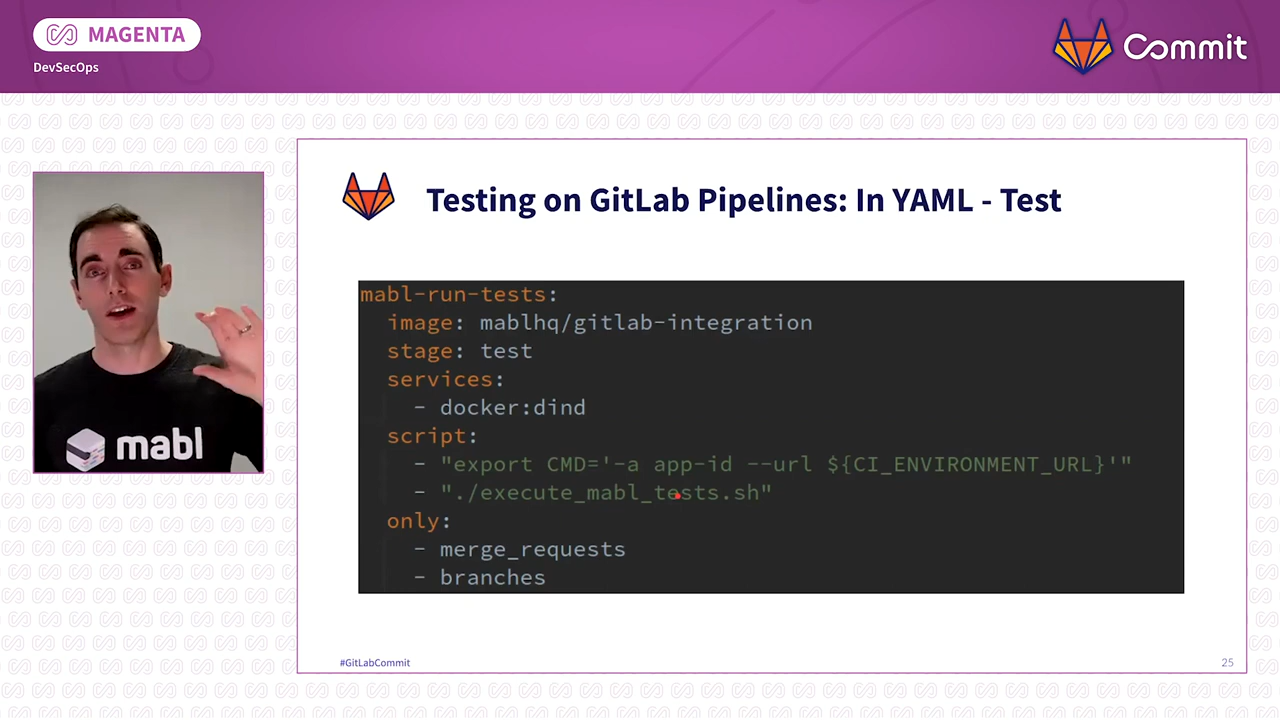 MAGENTA
DevSecOps
Commit
mabl
Testing on GitLab Pipelines: In YAML - Test
mabl-run-tests:
  image: mablhq/gitlab-integration
  stage: test
  services:
    - docker:dind
  script:
    - "export CMD='-a app-id --url ${CI_ENVIRONMENT_URL}'"
    - "./execute_mabl_tests.sh"
  only:
    - merge_requests
    - branches
#GitLabCommit
25